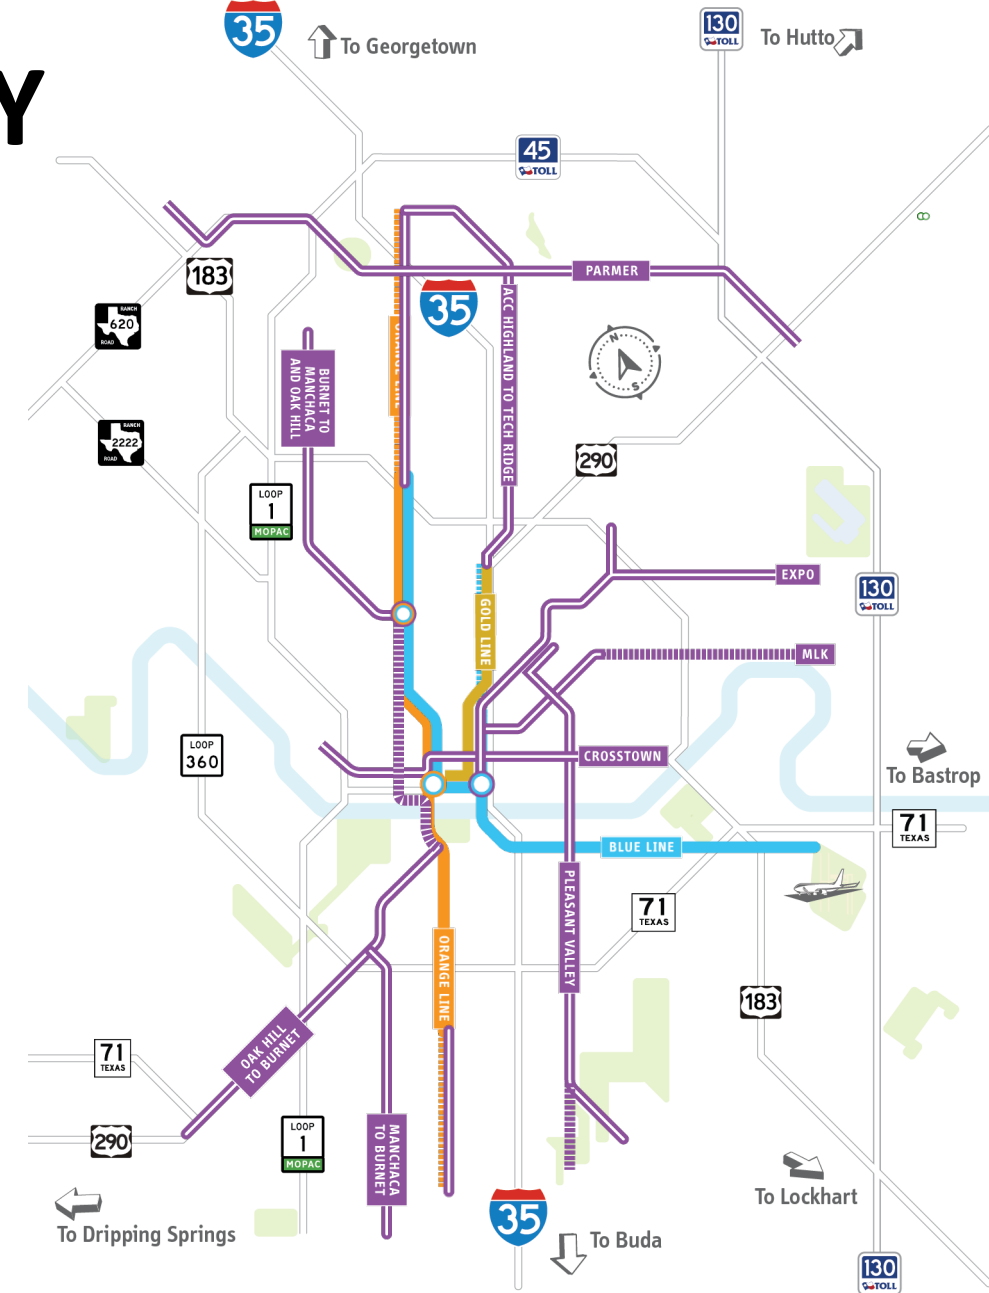 35
To Georgetown
130
TOLL
To Hutto
Y
45
TOLL
183
PARMER
RANCH
620
ROAD
35
N
S
ACC HIGHLAND TO TECH RIDGE
ORANGE LINE
BURNET TO
MANCHACA
AND OAK HILL
RANCH
2222
ROAD
290
LOOP
1
MOPAC
EXPO
130
TOLL
GOLD LINE
MLK
LOOP
360
CROSSTOWN
To Bastrop
71
TEXAS
BLUE LINE
PLEASANT VALLEY
71
TEXAS
ORANGE LINE
183
OAK HILL
TO BURNET
71
TEXAS
290
LOOP
1
MOPAC
MANCHACA
TO BURNET
To Lockhart
35
To Dripping Springs
To Buda
130
TOLL